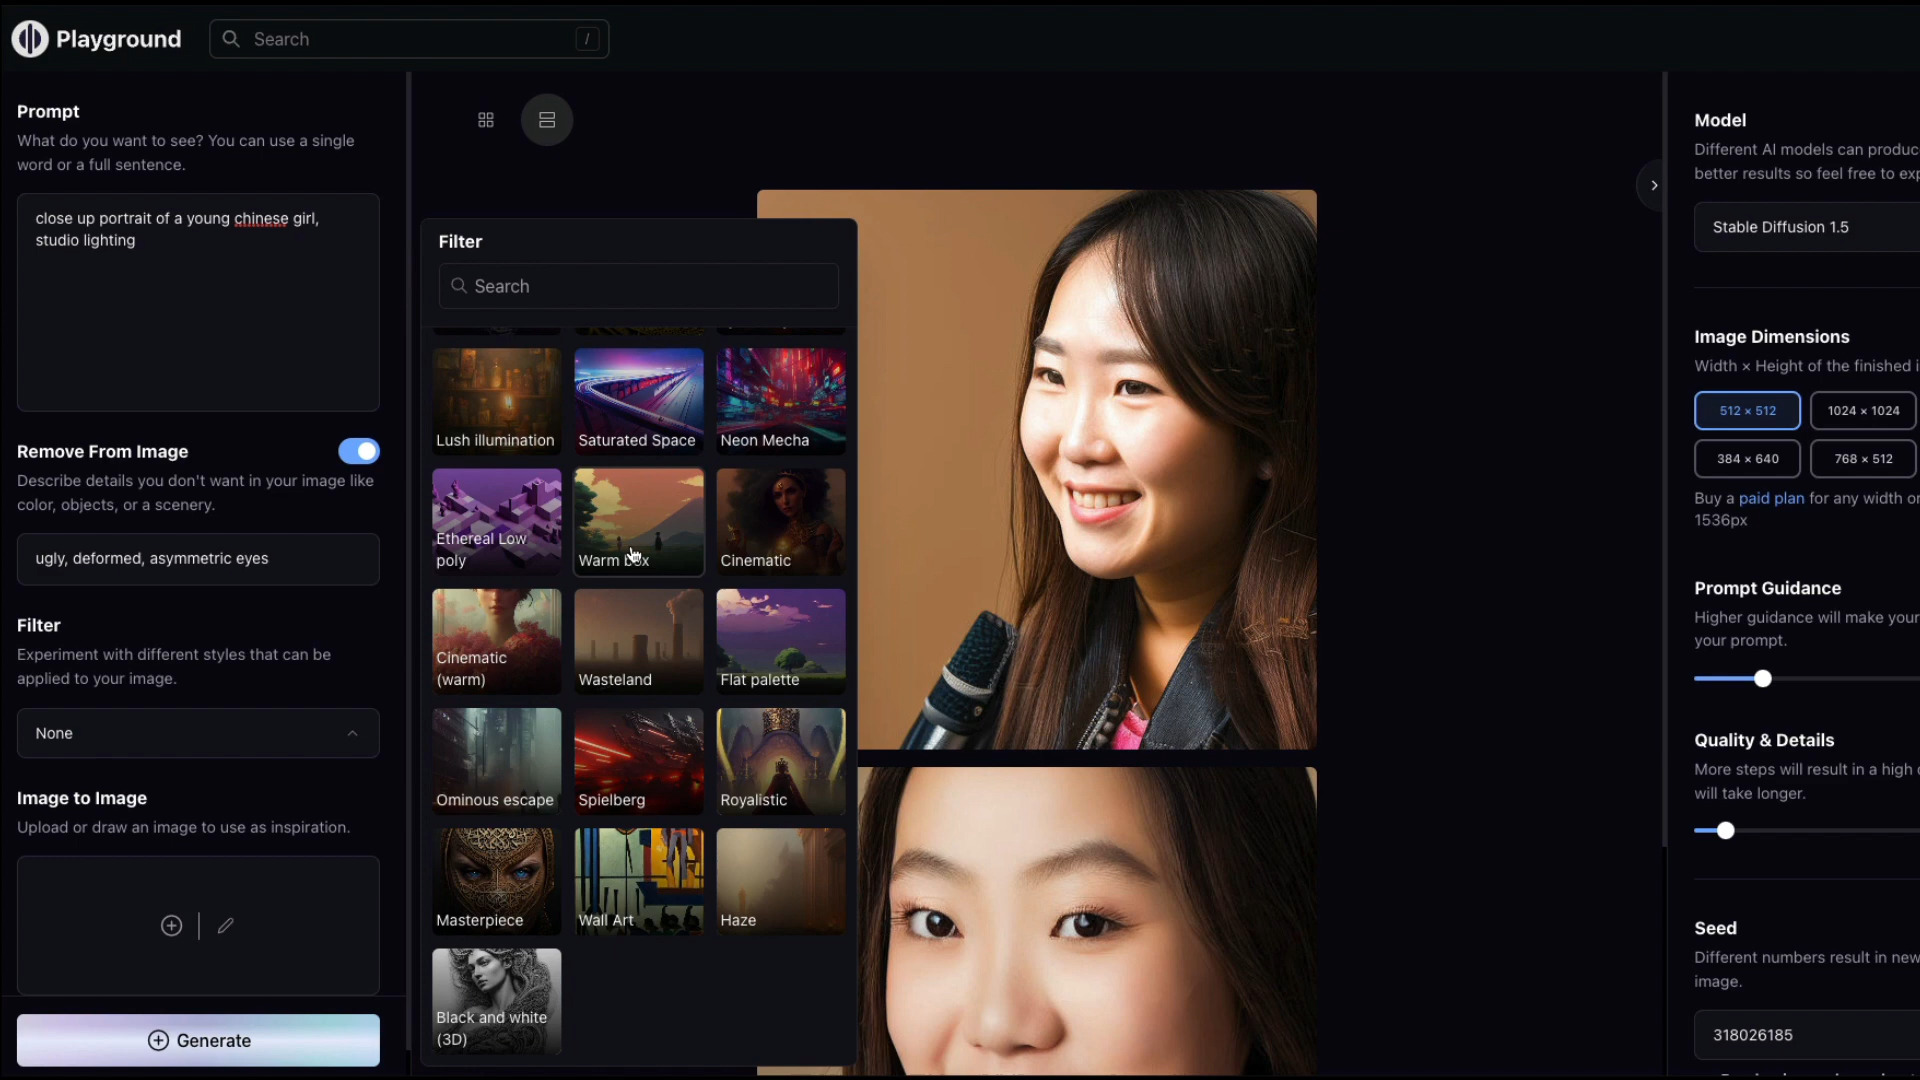 Playground
Search
/
Prompt
What do you want to see? You can use a single
word or a full sentence.
close up portrait of a young chinese girl,
studio lighting
Remove From Image
Describe details you don't want in your image like
color, objects, or a scenery.
ugly, deformed, asymmetric eyes
Filter
Experiment with different styles that can be
applied to your image.
None
Image to Image
Upload or draw an image to use as inspiration.
Generate
Filter
Search
Lush illumination
Saturated Space
Neon Mecha
Ethereal Low
poly
Warm box
Cinematic
Cinematic
(warm)
Wasteland
Flat palette
Ominous escape
Spielberg
Royalistic
Masterpiece
Wall Art
Haze
Black and white
(3D)
Model
Different AI models can produc
better results so feel free to exp
Stable Diffusion 1.5
Image Dimensions
Width × Height of the finished i
512 × 512
1024 × 1024
384 × 640
768 × 512
Buy a paid plan for any width or
1536px
Prompt Guidance
Higher guidance will make your
your prompt.
Quality & Details
More steps will result in a high
will take longer.
Seed
Different numbers result in new
image.
318026185